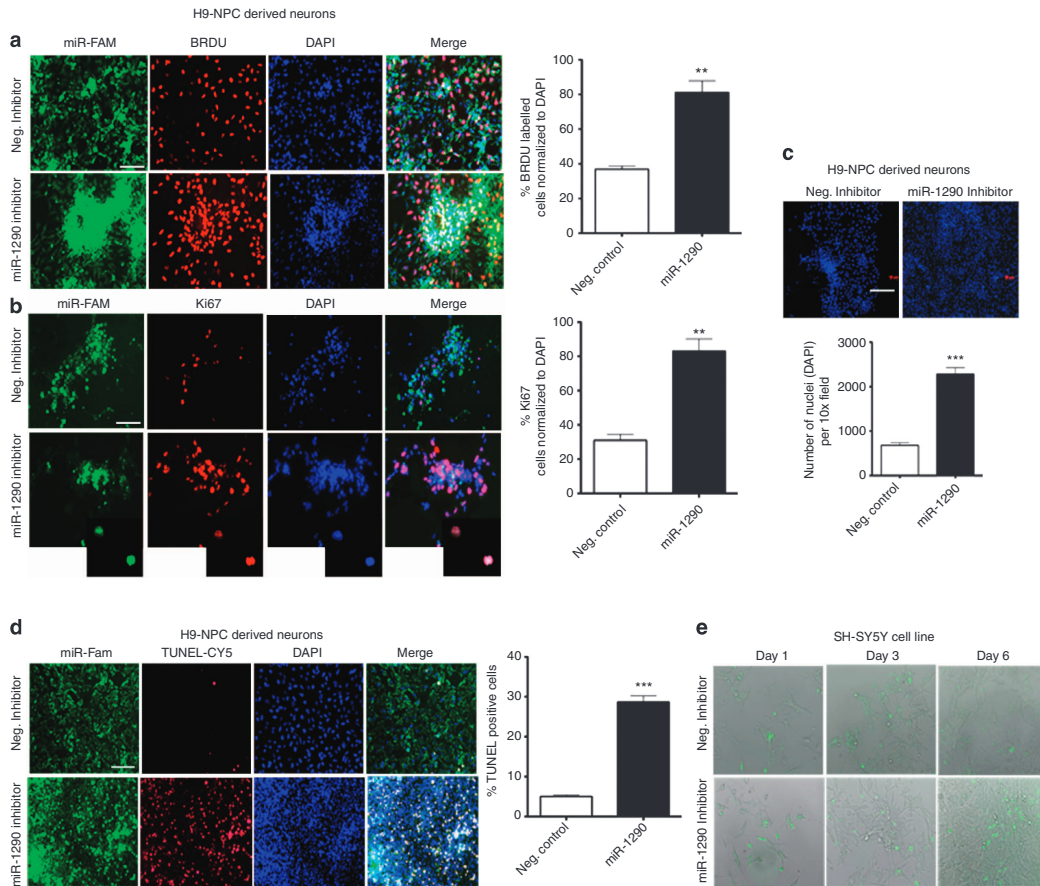 H9-NPC derived neurons
a
miR-FAM BRDU DAPI Merge
Neg. Inhibitor
miR-1290 inhibitor
% BRDU labelled
cells normalized to DAPI
100
80
60
40
20
0
**
Neg. control
miR-1290
b
miR-FAM Ki67 DAPI Merge
Neg. Inhibitor
miR-1290 inhibitor
% Ki67
cells normalized to DAPI
100
80
60
40
20
0
**
Neg. control
miR-1290
c
H9-NPC derived neurons
Neg. Inhibitor miR-1290 Inhibitor
Number of nuclei (DAPI)
per 10x field
3000
2000
1000
0
***
Neg. control
miR-1290
d
H9-NPC derived neurons
miR-Fam TUNEL-CY5 DAPI Merge
Neg. Inhibitor
miR-1290 inhibitor
% TUNEL positive cells
40
30
20
10
0
***
Neg. control
miR-1290
e
SH-SY5Y cell line
Day 1 Day 3 Day 6
Neg. Inhibitor
miR-1290 Inhibitor